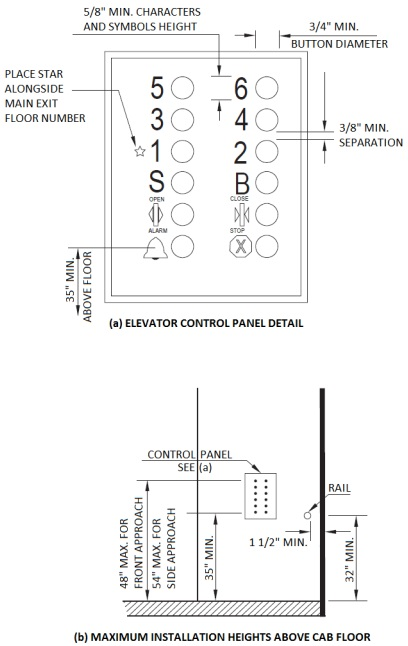 5/8" MIN. CHARACTERS
AND SYMBOLS HEIGHT
3/4" MIN.
BUTTON DIAMETER
PLACE STAR
ALONGSIDE
MAIN EXIT
FLOOR NUMBER
5 6
3 4
3/8" MIN.
SEPARATION
1 2
S B
OPEN CLOSE
ALARM STOP
X
35" MIN.
ABOVE FLOOR
(a) ELEVATOR CONTROL PANEL DETAIL
CONTROL PANEL
SEE (a)
RAIL
48" MAX. FOR
FRONT APPROACH
54" MAX. FOR
SIDE APPROACH
35" MIN.
1 1/2" MIN.
32" MIN.
(b) MAXIMUM INSTALLATION HEIGHTS ABOVE CAB FLOOR